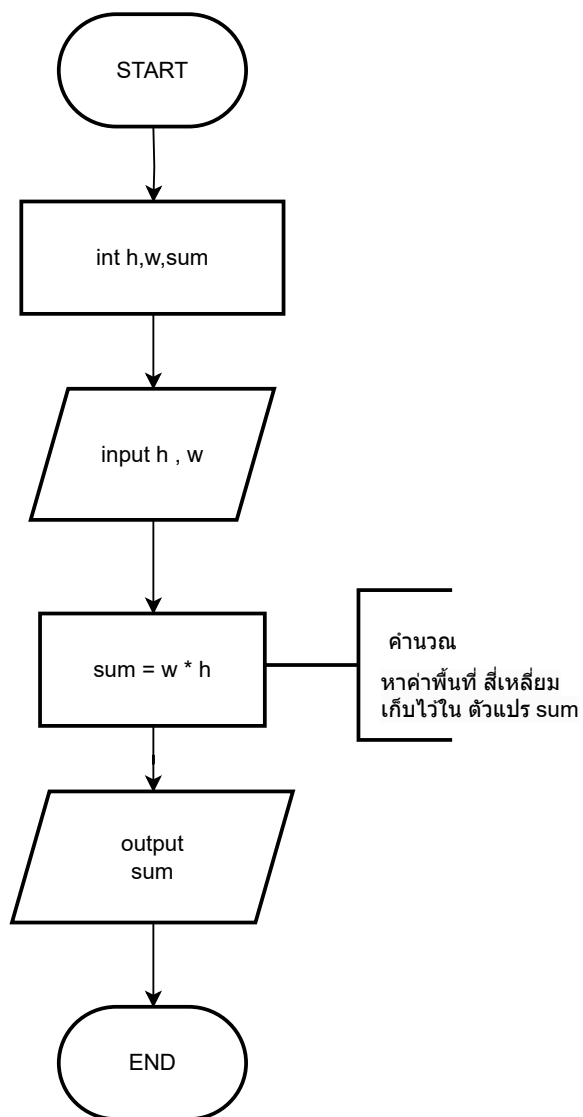 START
int h,w,sum
input h , w
sum = w * h
คำนวณ
หาค่าพื้นที่ สี่เหลี่ยม
เก็บไว้ใน ตัวแปร sum
output
sum
END